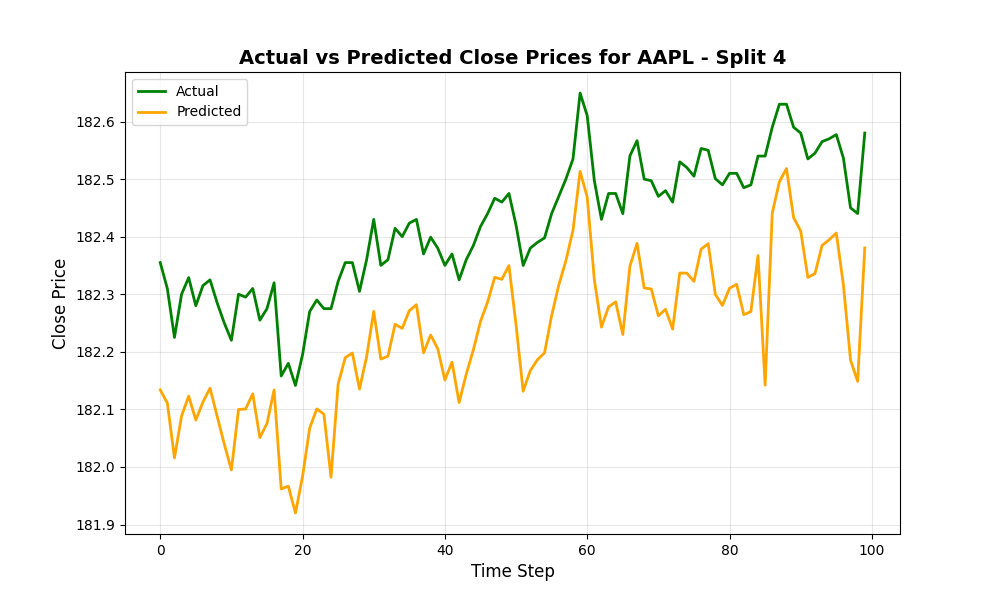 Actual vs Predicted Close Prices for AAPL - Split 4
Actual
Predicted
Close Price
182.6
182.5
182.4
182.3
182.2
182.1
182.0
181.9
0 20 40 60 80 100
Time Step